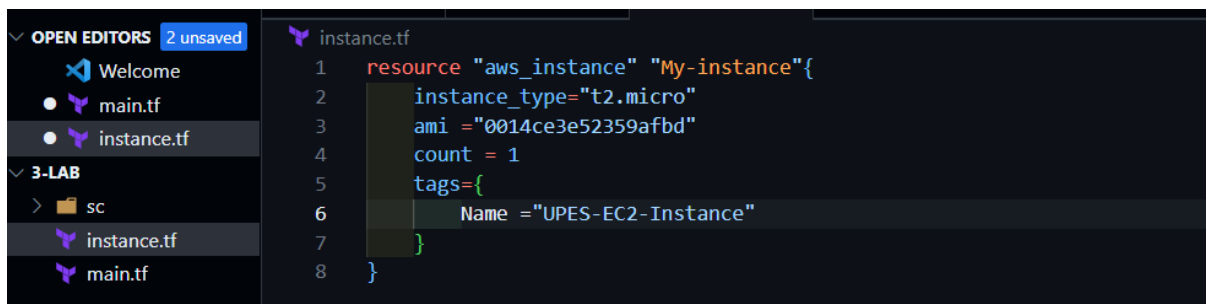 OPEN EDITORS 2 unsaved
Welcome
main.tf
instance.tf
3-LAB
sc
instance.tf
main.tf
instance.tf
1 resource "aws_instance" "My-instance"{
2 instance_type="t2.micro"
3 ami ="0014ce3e52359afbd"
4 count = 1
5 tags={
6 Name ="UPES-EC2-Instance"
7 }
8 }